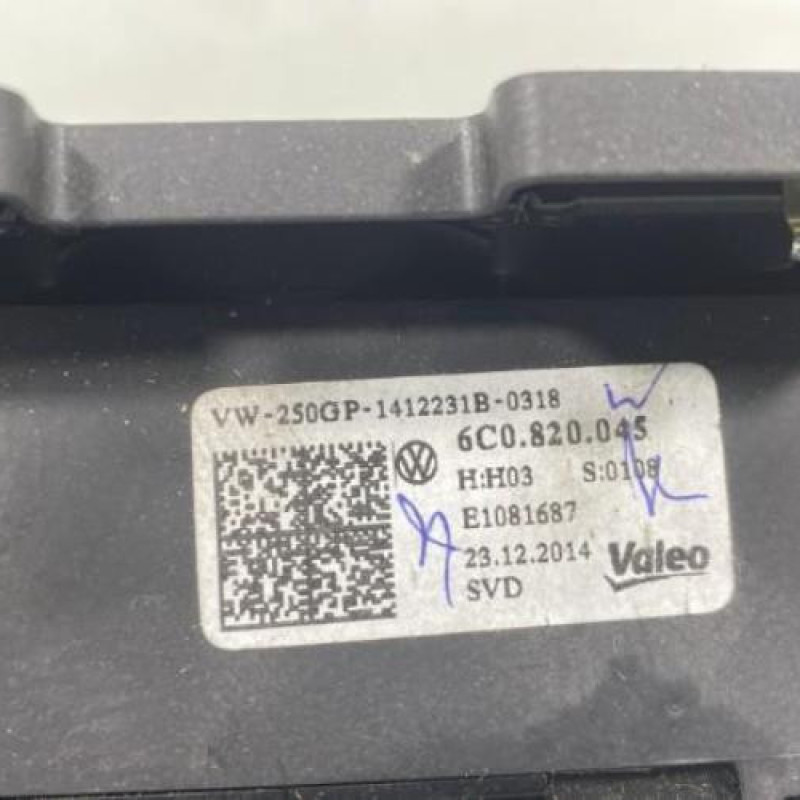 VW-250GP-1412231B-0318
6C0.820.045
H:H03 S:0108
E1081687
23.12.2014 Valeo
SVD